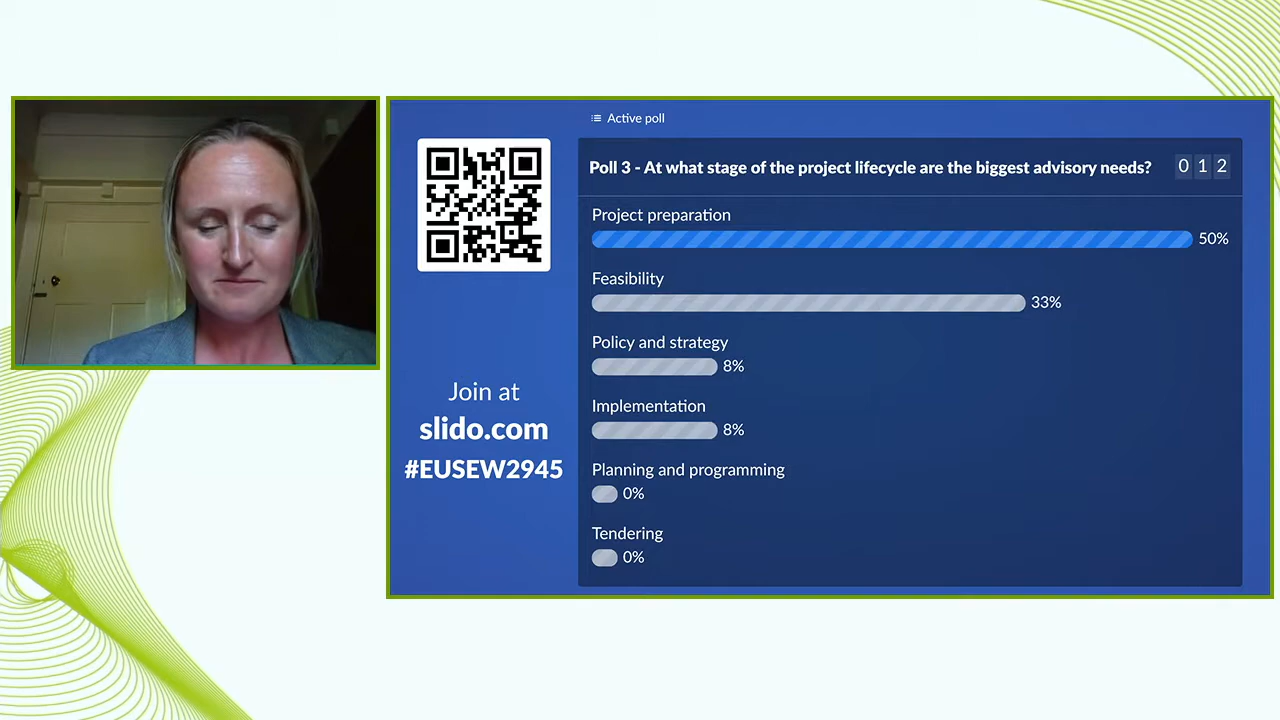 Active poll
Poll 3 - At what stage of the project lifecycle are the biggest advisory needs? 0 1 2
Project preparation
50%
Feasibility
33%
Policy and strategy
8%
Implementation
8%
Planning and programming
0%
Tendering
0%
Join at
slido.com
#EUSEW2945